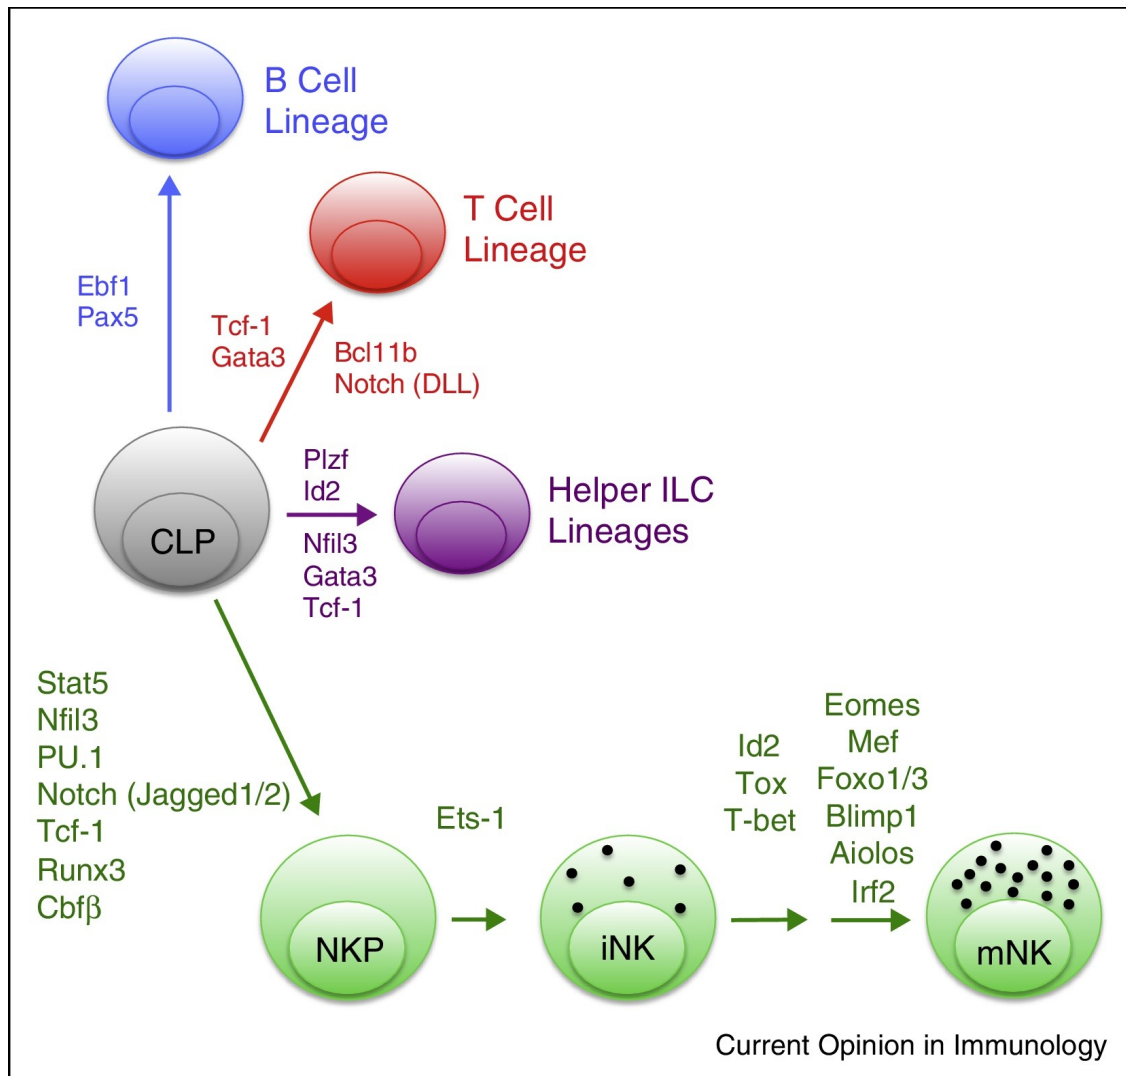 B Cell
Lineage
T Cell
Lineage
Ebf1
Pax5
Tcf-1
Gata3
Bcl11b
Notch (DLL)
Plzf
Id2
Helper ILC
Lineages
CLP
Nfil3
Gata3
Tcf-1
Stat5
Nfil3
PU.1
Notch (Jagged1/2)
Tcf-1
Runx3
Cbfβ
Ets-1
Id2
Tox
T-bet
Eomes
Mef
Foxo1/3
Blimp1
Aiolos
Irf2
NKP
iNK
mNK
Current Opinion in Immunology